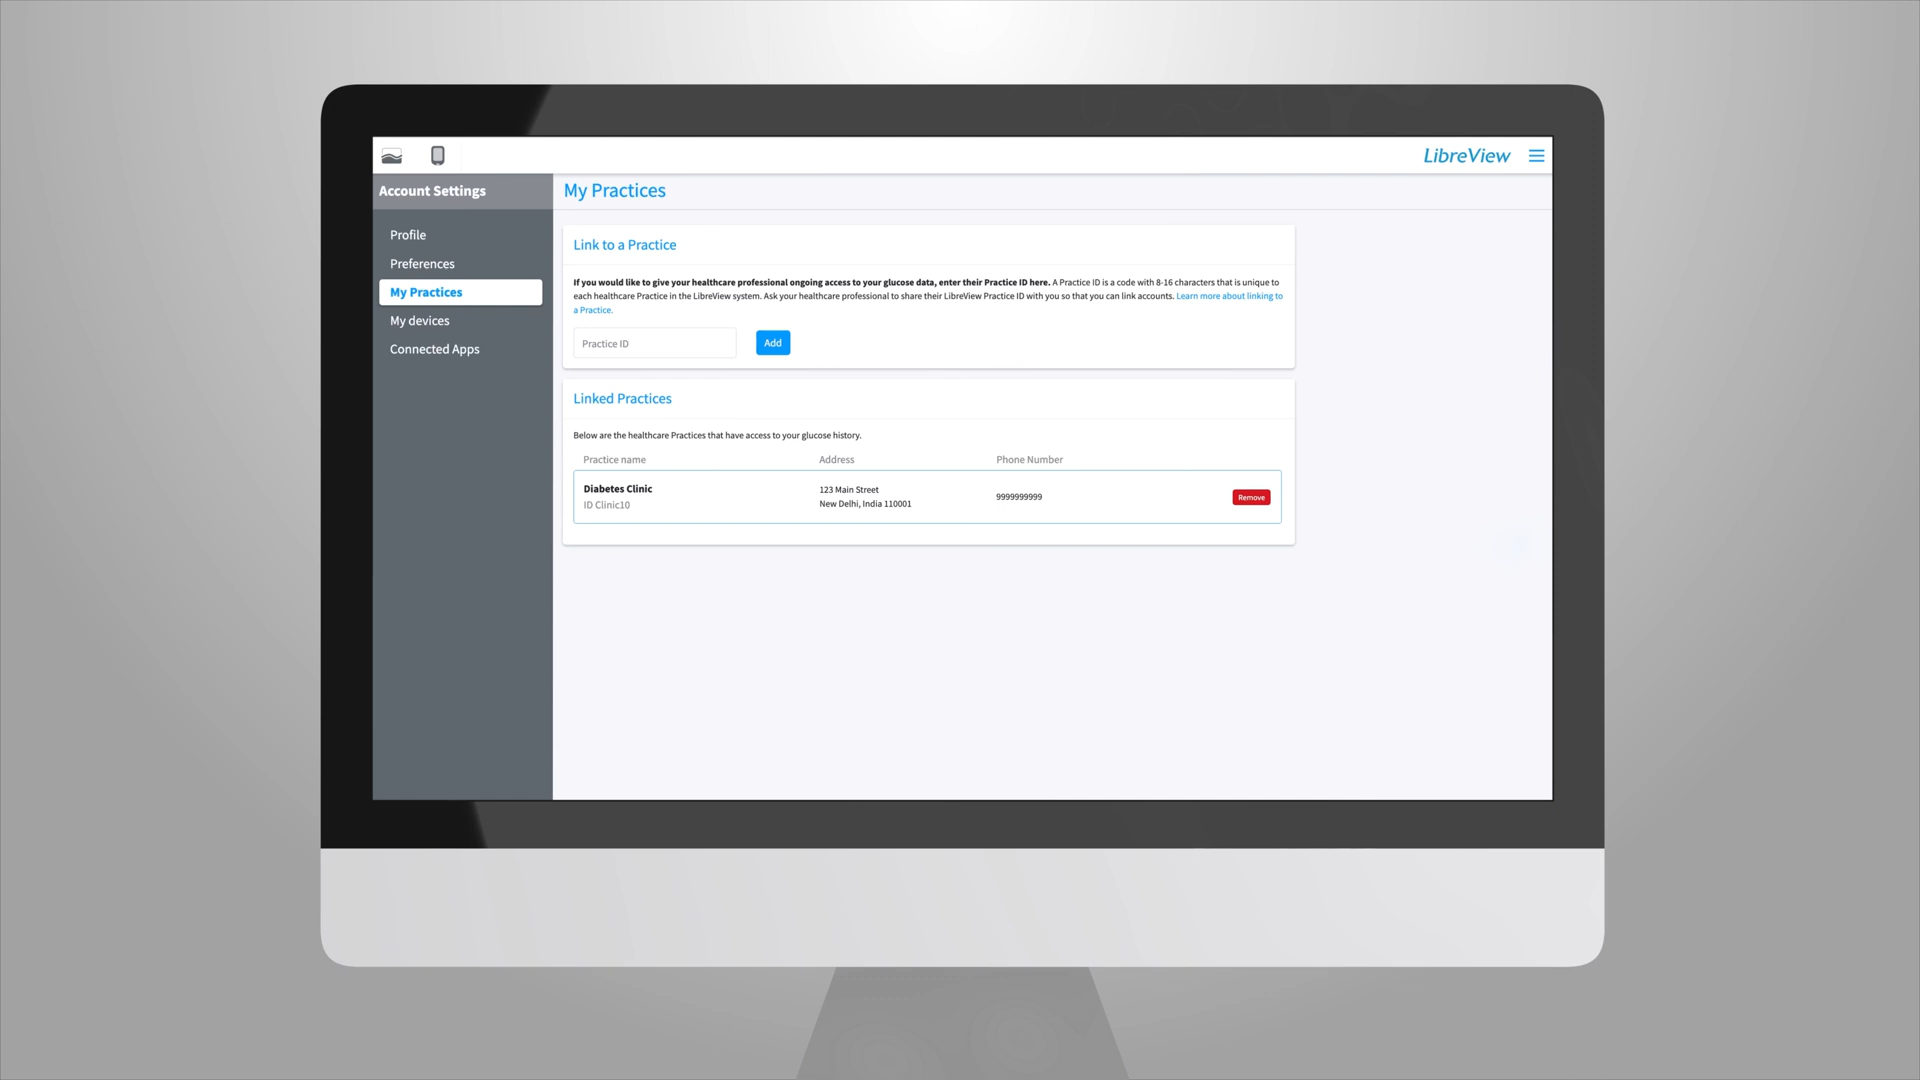 LibreView
Account Settings
My Practices
Profile
Preferences
My Practices
My devices
Connected Apps
Link to a Practice
If you would like to give your healthcare professional ongoing access to your glucose data, enter their Practice ID here. A Practice ID is a code with 8-16 characters that is unique to
each healthcare Practice in the LibreView system. Ask your healthcare professional to share their LibreView Practice ID with you so that you can link accounts. Learn more about linking to
a Practice.
Practice ID
Add
Linked Practices
Below are the healthcare Practices that have access to your glucose history.
Practice name Address Phone Number
Diabetes Clinic
ID Clinic10
123 Main Street
New Delhi, India 110001
9999999999
Remove